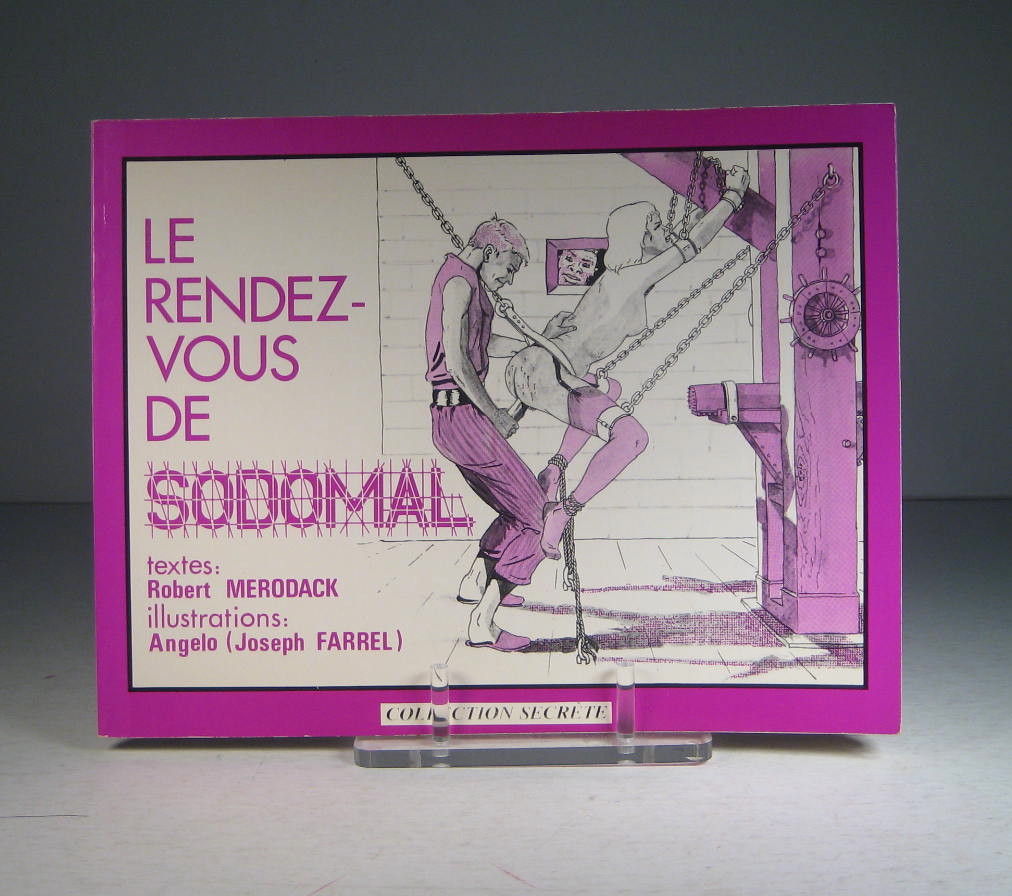 LE
RENDEZ-
VOUS
DE
SODOMAL
textes:
Robert MERODACK
illustrations:
Angelo (Joseph FARREL)
COLLECTION SECRÈTE